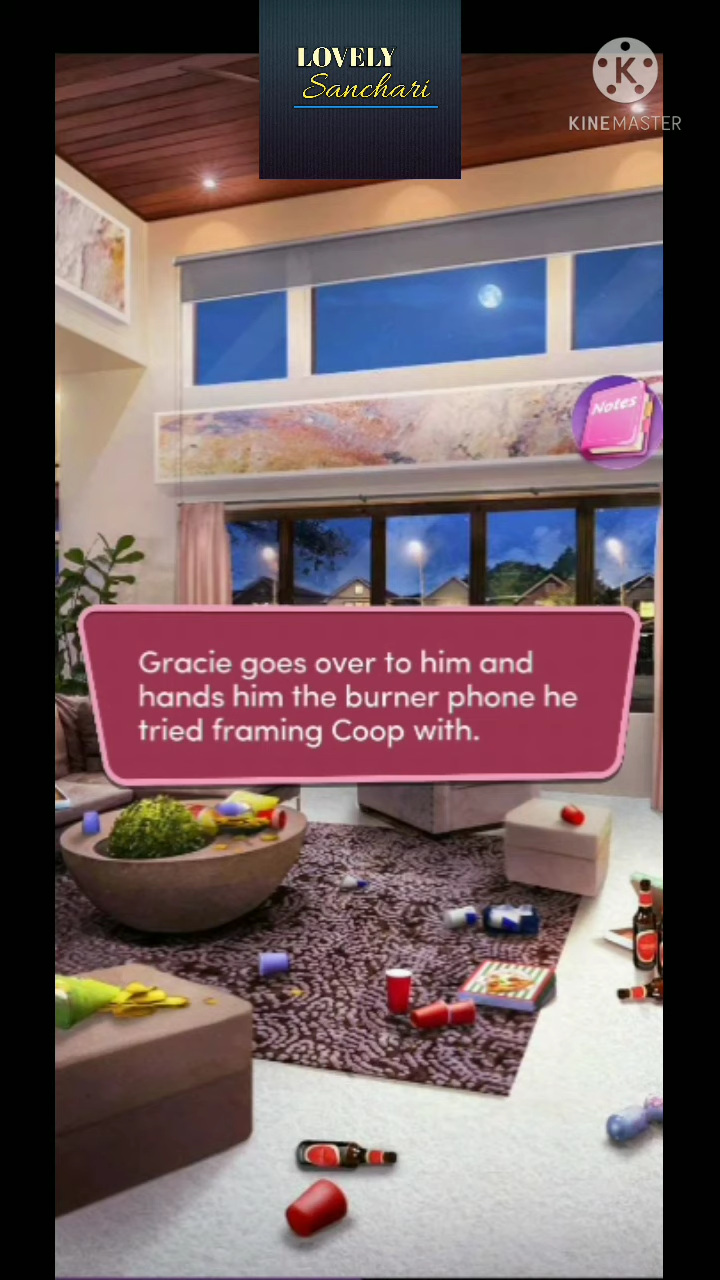 LOVELY
Sanchari
KINEMASTER
Notes
Gracie goes over to him and
hands him the burner phone he
tried framing Coop with.